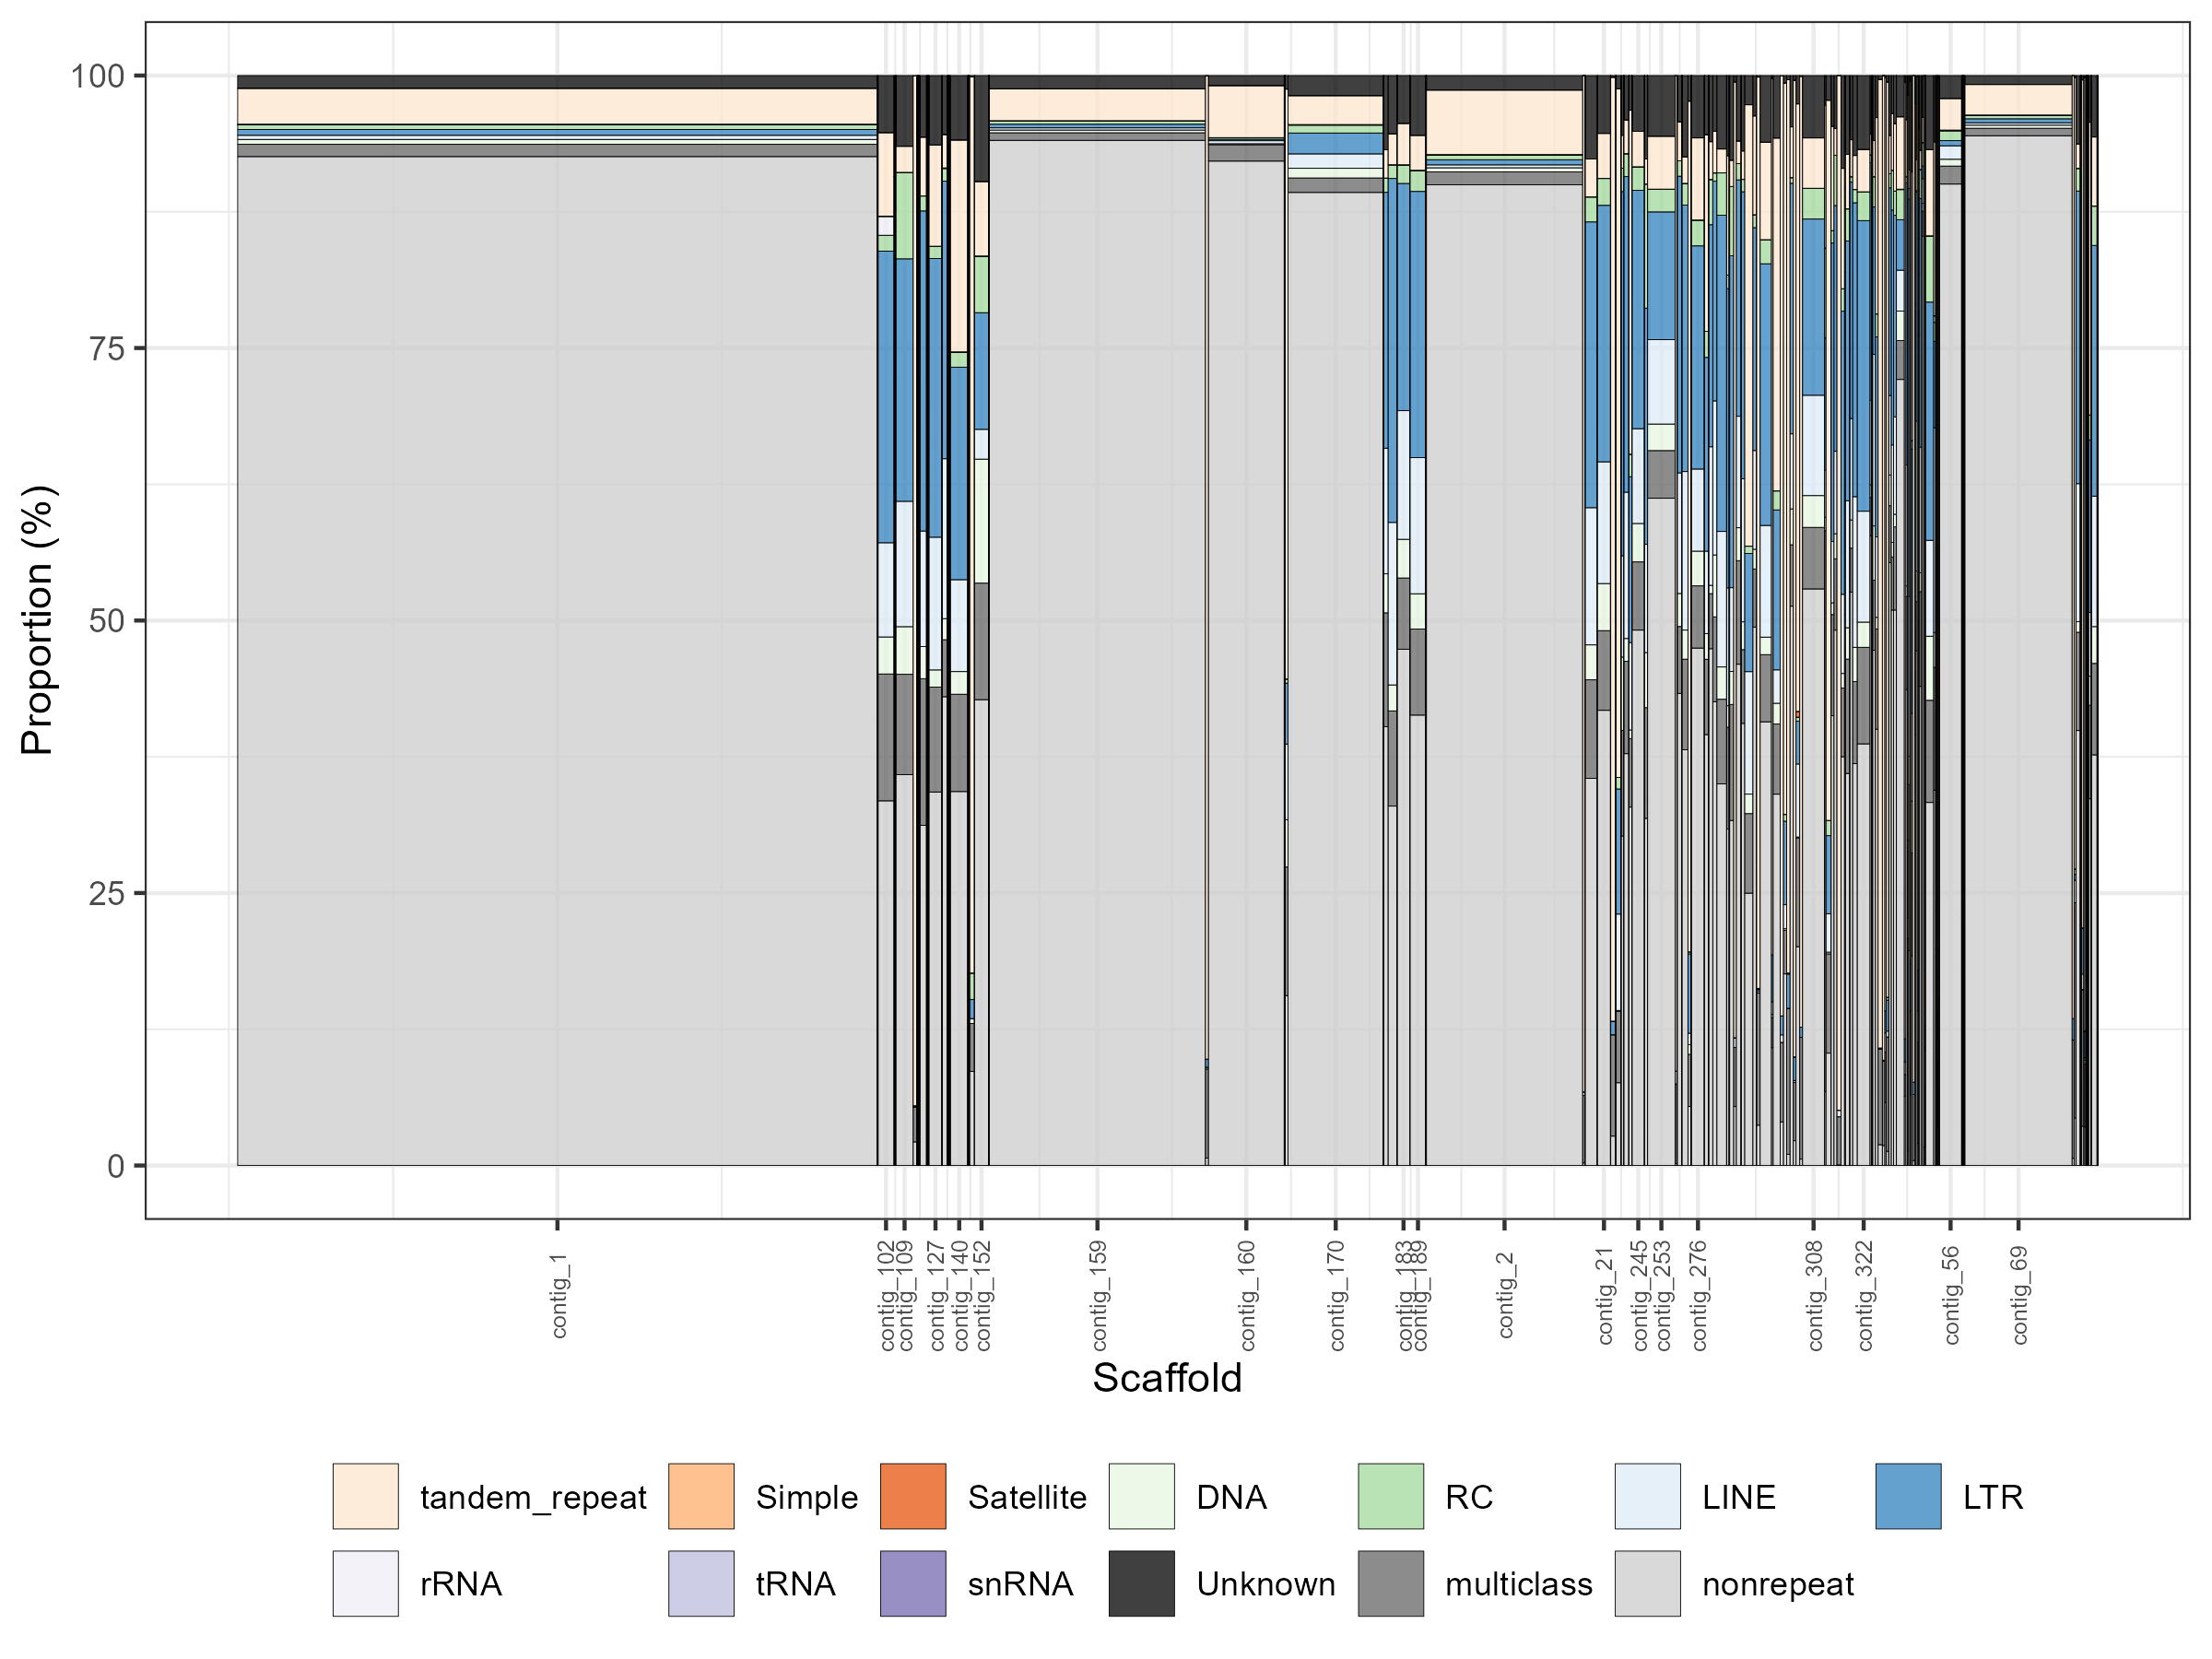 Proportion (%)
100
75
50
25
0
contig_1
contig_102
contig_109
contig_127
contig_140
contig_152
contig_159
contig_160
contig_170
contig_183
contig_189
contig_2
contig_21
contig_245
contig_253
contig_276
contig_308
contig_322
contig_56
contig_69
Scaffold
tandem_repeat Simple Satellite DNA RC LINE LTR
rRNA tRNA snRNA Unknown multiclass nonrepeat